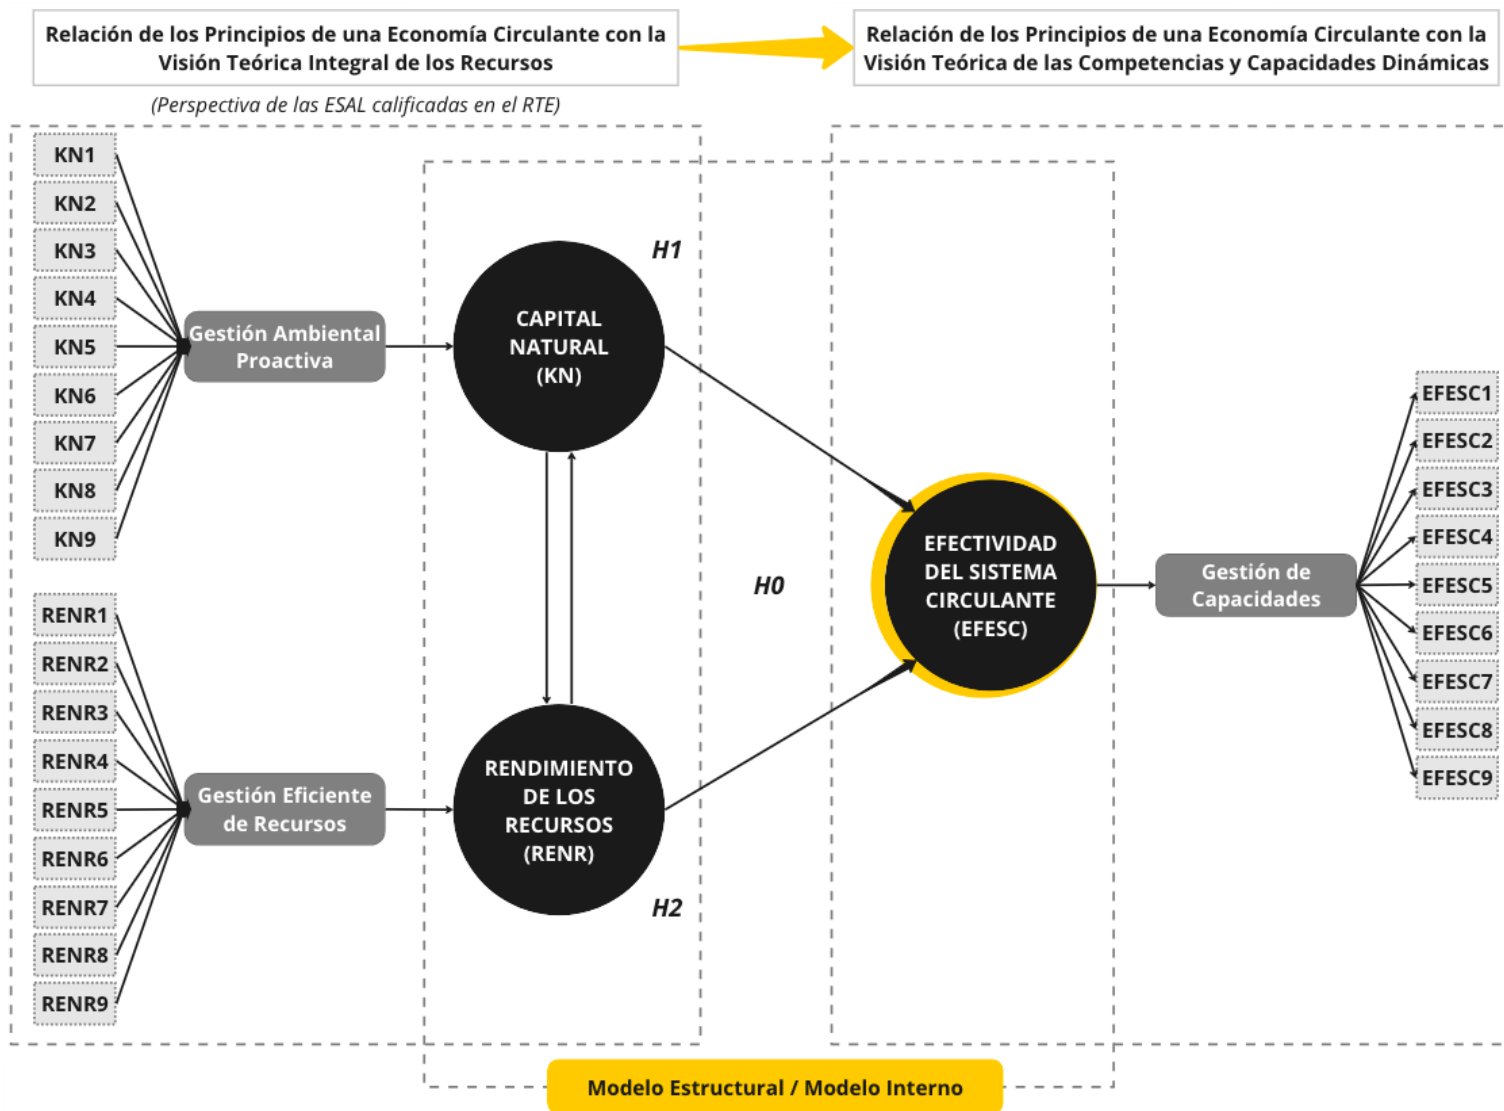 Relación de los Principios de una Economía Circulante con la
Visión Teórica Integral de los Recursos
Relación de los Principios de una Economía Circulante con la
Visión Teórica de las Competencias y Capacidades Dinámicas
(Perspectiva de las ESAL calificadas en el RTE)
KN1
KN2
KN3
KN4
KN5
KN6
KN7
KN8
KN9
Gestión Ambiental
Proactiva
CAPITAL
NATURAL
(KN)
H1
RENR1
RENR2
RENR3
RENR4
RENR5
RENR6
RENR7
RENR8
RENR9
Gestión Eficiente
de Recursos
RENDIMIENTO
DE LOS
RECURSOS
(RENR)
H2
H0
EFECTIVIDAD
DEL SISTEMA
CIRCULANTE
(EFESC)
Gestión de
Capacidades
EFESC1
EFESC2
EFESC3
EFESC4
EFESC5
EFESC6
EFESC7
EFESC8
EFESC9
Modelo Estructural / Modelo Interno